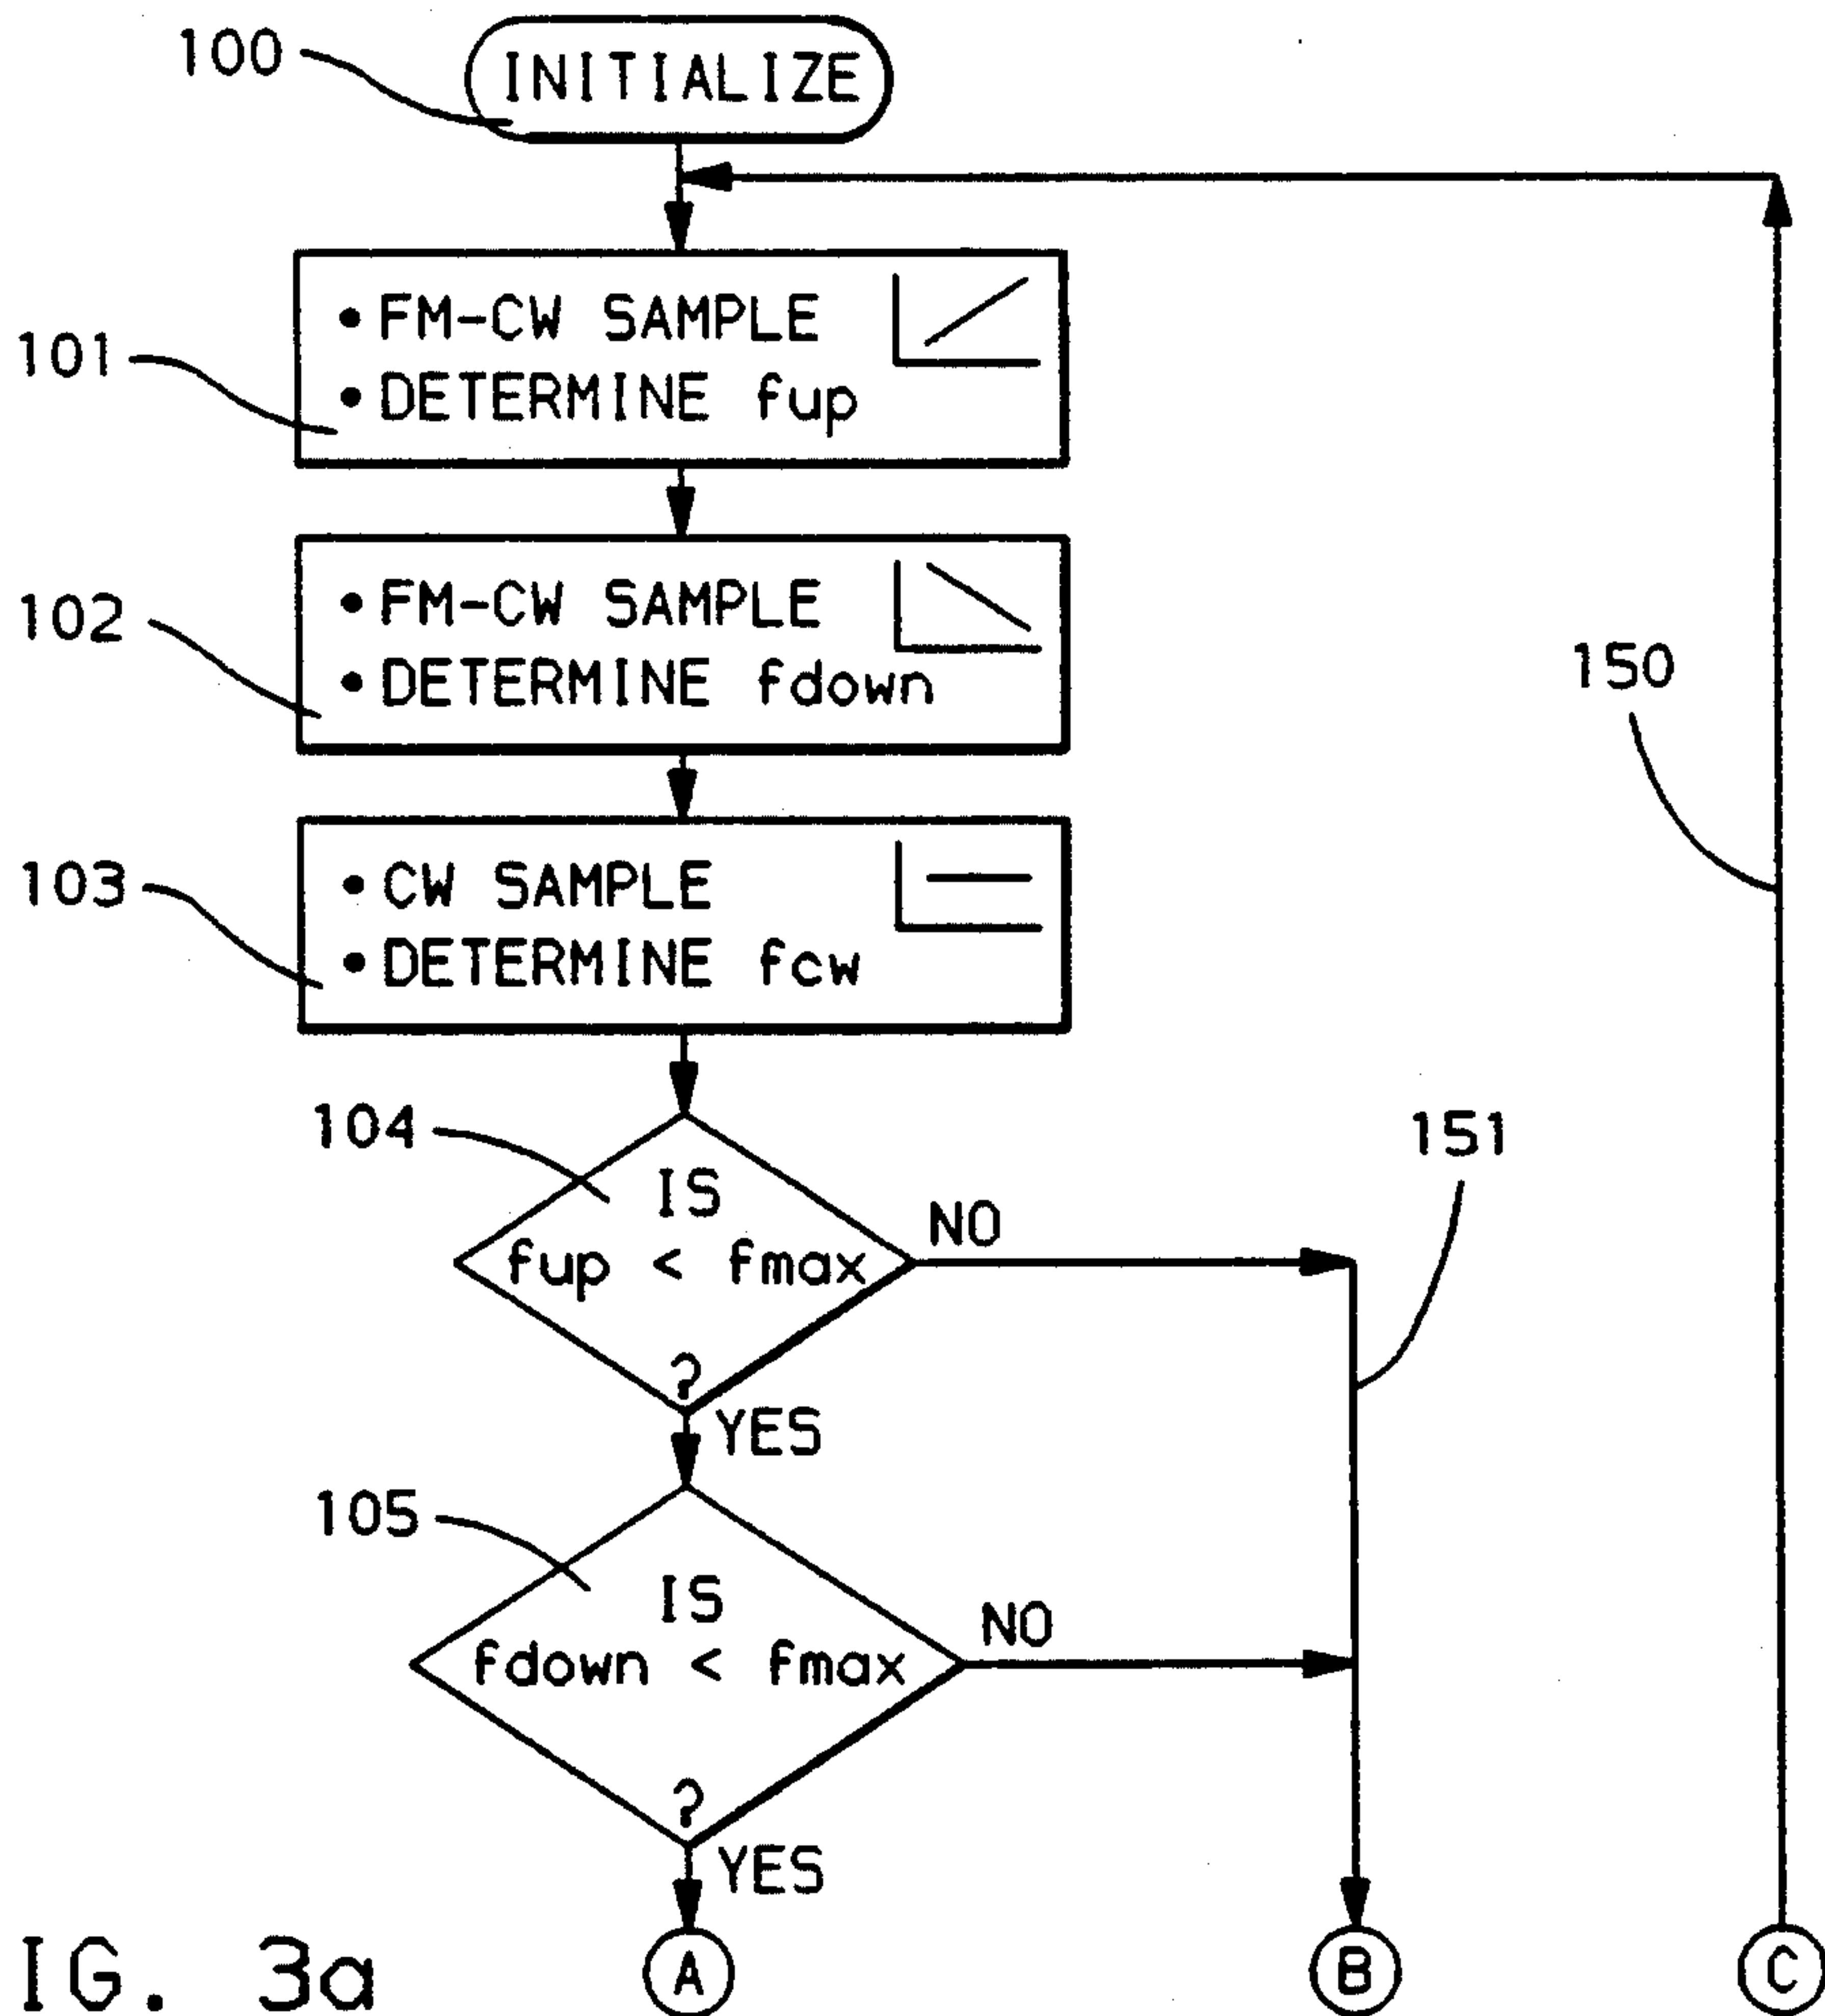 100
INITIALIZE
101
• FM-CW SAMPLE
• DETERMINE fup
102
• FM-CW SAMPLE
• DETERMINE fdown
150
103
• CW SAMPLE
• DETERMINE fcw
104
151
IS
fup < fmax
?
NO
YES
105
IS
fdown < fmax
?
NO
YES
IG. 3a
A
B
C